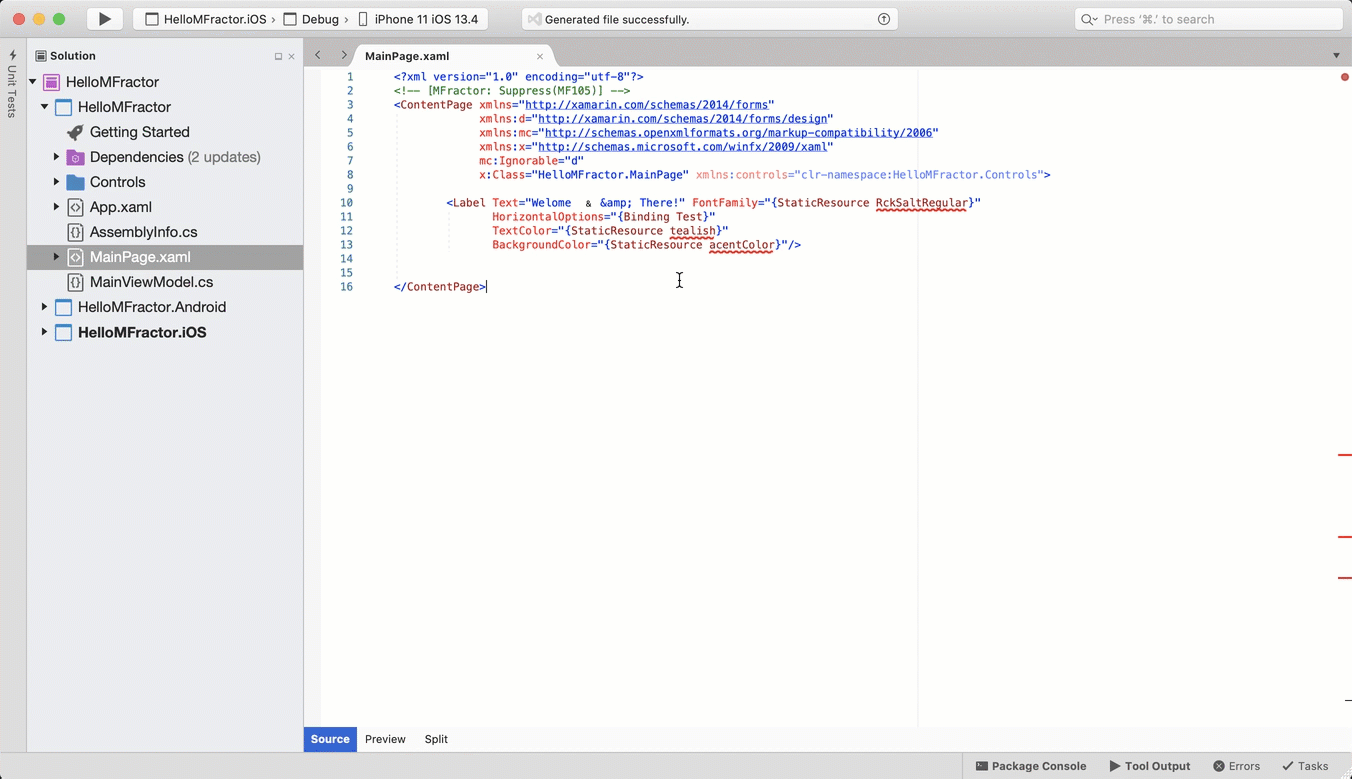 HelloMFractor.iOS › Debug › iPhone 11 iOS 13.4
Generated file successfully.
Press ‘⌘.’ to search
Unit Tests
Solution
HelloMFractor
HelloMFractor
Getting Started
Dependencies (2 updates)
Controls
App.xaml
AssemblyInfo.cs
MainPage.xaml
MainViewModel.cs
HelloMFractor.Android
HelloMFractor.iOS
MainPage.xaml
1 <?xml version="1.0" encoding="utf-8"?>
2 <!-- [MFractor: Suppress(MF105)] -->
3 <ContentPage xmlns="http://xamarin.com/schemas/2014/forms"
4 xmlns:d="http://xamarin.com/schemas/2014/forms/design"
5 xmlns:mc="http://schemas.openxmlformats.org/markup-compatibility/2006"
6 xmlns:x="http://schemas.microsoft.com/winfx/2009/xaml"
7 mc:Ignorable="d"
8 x:Class="HelloMFractor.MainPage" xmlns:controls="clr-namespace:HelloMFractor.Controls">
9
10 <Label Text="Welome  & &amp; There!" FontFamily="{StaticResource RckSaltRegular}"
11 HorizontalOptions="{Binding Test}"
12 TextColor="{StaticResource tealish}"
13 BackgroundColor="{StaticResource acentColor}"/>
14
15
16 </ContentPage>
Source Preview Split
Package Console Tool Output Errors Tasks